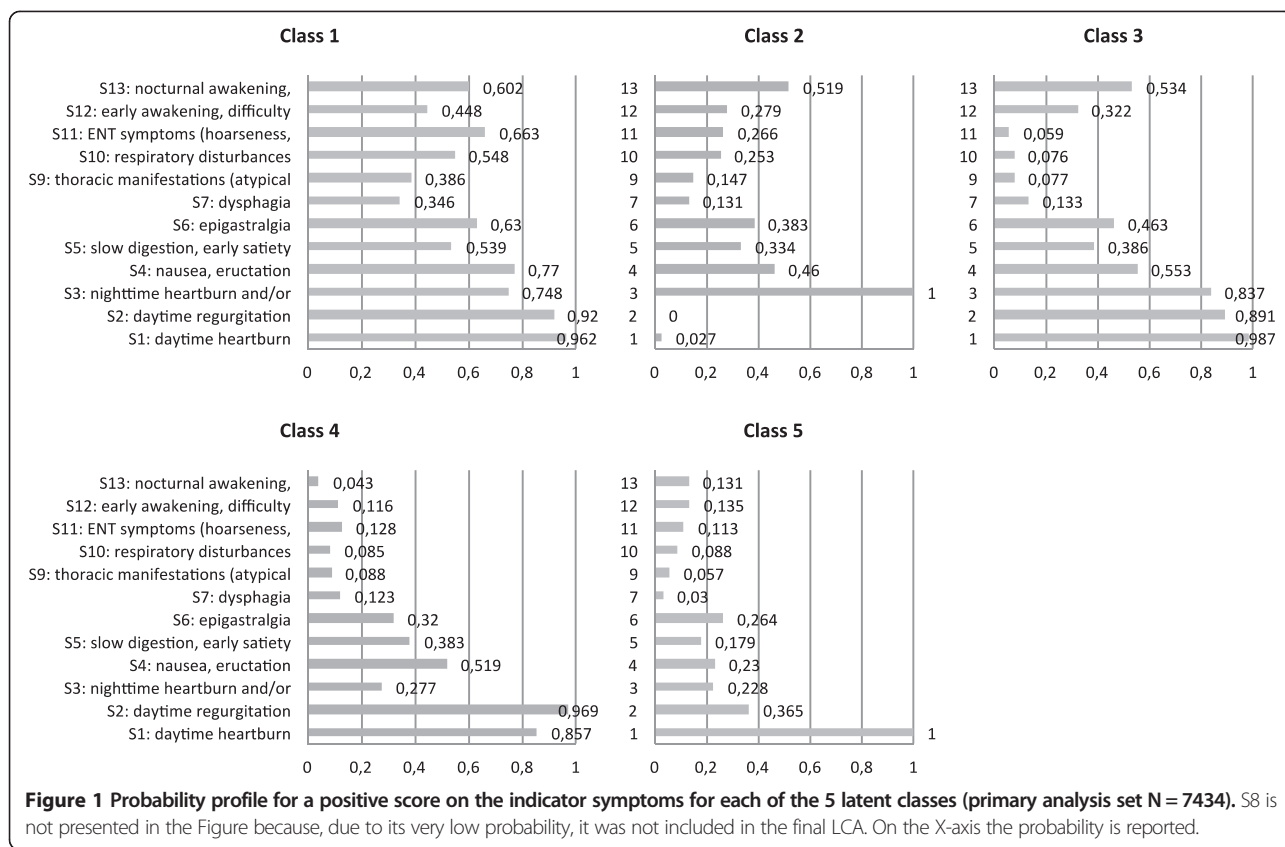 Class 1
S13: nocturnal awakening, 0,602
S12: early awakening, difficulty 0,448
S11: ENT symptoms (hoarseness, 0,663
S10: respiratory disturbances 0,548
S9: thoracic manifestations (atypical 0,386
S7: dysphagia 0,346
S6: epigastralgia 0,63
S5: slow digestion, early satiety 0,539
S4: nausea, eructation 0,77
S3: nighttime heartburn and/or 0,748
S2: daytime regurgitation 0,92
S1: daytime heartburn 0,962
0 0,2 0,4 0,6 0,8 1
Class 2
13 0,519
12 0,279
11 0,266
10 0,253
9 0,147
7 0,131
6 0,383
5 0,334
4 0,46
3 1
2 0
1 0,027
0 0,2 0,4 0,6 0,8 1
Class 3
13 0,534
12 0,322
11 0,059
10 0,076
9 0,077
7 0,133
6 0,463
5 0,386
4 0,553
3 0,837
2 0,891
1 0,987
0 0,2 0,4 0,6 0,8 1
Class 4
S13: nocturnal awakening, 0,043
S12: early awakening, difficulty 0,116
S11: ENT symptoms (hoarseness, 0,128
S10: respiratory disturbances 0,085
S9: thoracic manifestations (atypical 0,088
S7: dysphagia 0,123
S6: epigastralgia 0,32
S5: slow digestion, early satiety 0,383
S4: nausea, eructation 0,519
S3: nighttime heartburn and/or 0,277
S2: daytime regurgitation 0,969
S1: daytime heartburn 0,857
0 0,2 0,4 0,6 0,8 1
Class 5
13 0,131
12 0,135
11 0,113
10 0,088
9 0,057
7 0,03
6 0,264
5 0,179
4 0,23
3 0,228
2 0,365
1 1
0 0,2 0,4 0,6 0,8 1
Figure 1 Probability profile for a positive score on the indicator symptoms for each of the 5 latent classes (primary analysis set N = 7434). S8 is
not presented in the Figure because, due to its very low probability, it was not included in the final LCA. On the X-axis the probability is reported.